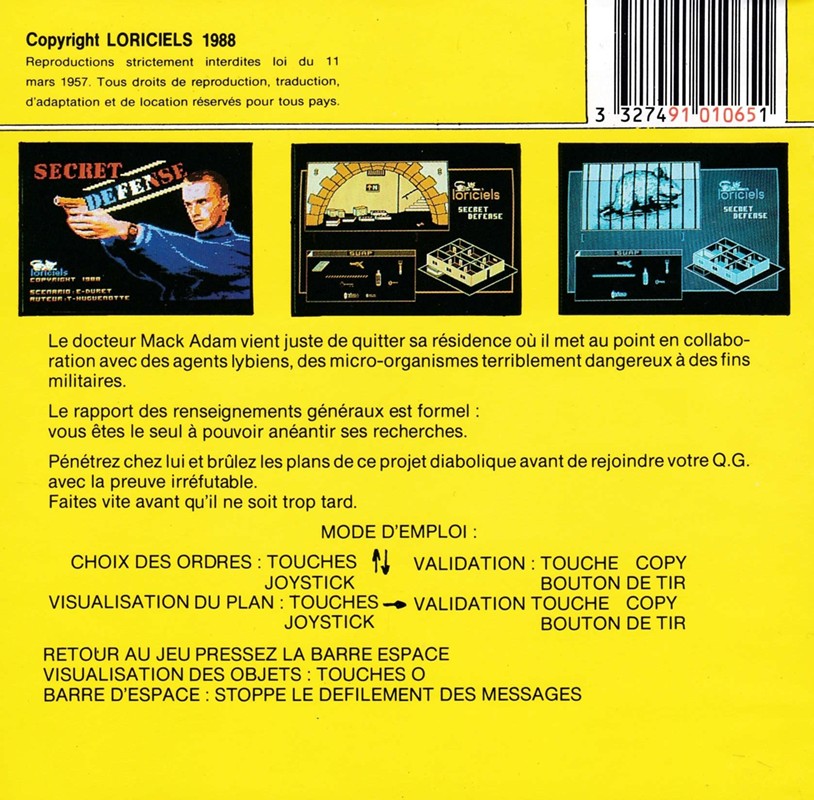 Copyright LORICIELS 1988
Reproductions strictement interdites loi du 11
mars 1957. Tous droits de reproduction, traduction,
d'adaptation et de location réservés pour tous pays.
3 327491 010651
SECRET
DEFENSE
loriciels
COPYRIGHT 1988
SCENARIO:E-DURET
AUTEUR:T-HUGUENOTTE
loriciels
SECRET
DEFENSE
SWAP
loriciels
SECRET
DEFENSE
SWAP
Le docteur Mack Adam vient juste de quitter sa résidence où il met au point en collabo-
ration avec des agents lybiens, des micro-organismes terriblement dangereux à des fins
militaires.
Le rapport des renseignements généraux est formel :
vous êtes le seul à pouvoir anéantir ses recherches.
Pénétrez chez lui et brûlez les plans de ce projet diabolique avant de rejoindre votre Q.G.
avec la preuve irréfutable.
Faites vite avant qu'il ne soit trop tard.
MODE D'EMPLOI :
CHOIX DES ORDRES : TOUCHES ↑↓ VALIDATION : TOUCHE COPY
JOYSTICK BOUTON DE TIR
VISUALISATION DU PLAN : TOUCHES → VALIDATION TOUCHE COPY
JOYSTICK BOUTON DE TIR
RETOUR AU JEU PRESSEZ LA BARRE ESPACE
VISUALISATION DES OBJETS : TOUCHES O
BARRE D'ESPACE : STOPPE LE DEFILEMENT DES MESSAGES